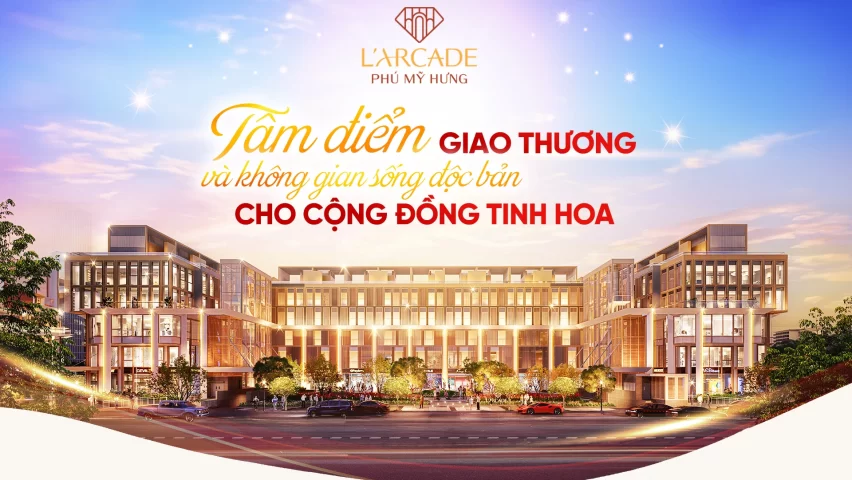 L'ARCADE
PHÚ MỸ HƯNG
Tâm điểm GIAO THƯƠNG
và không gian sống độc bản
CHO CỘNG ĐỒNG TINH HOA